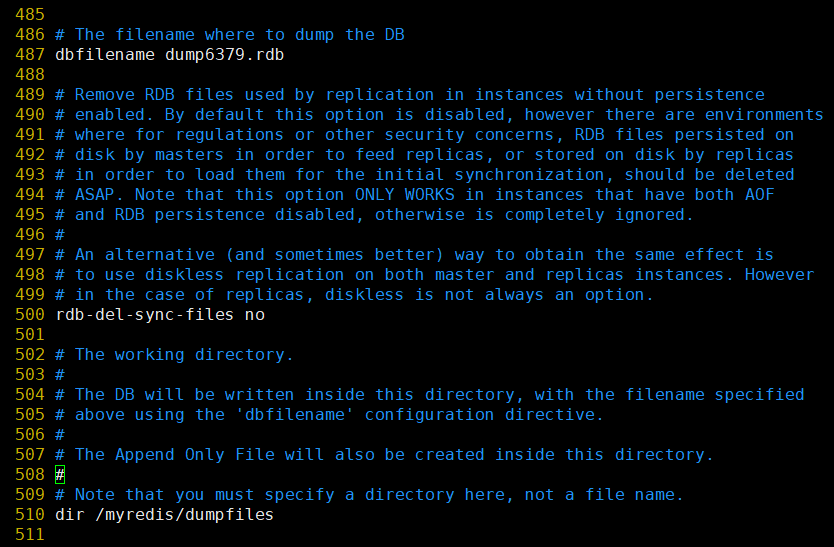 485
486 # The filename where to dump the DB
487 dbfilename dump6379.rdb
488
489 # Remove RDB files used by replication in instances without persistence
490 # enabled. By default this option is disabled, however there are environments
491 # where for regulations or other security concerns, RDB files persisted on
492 # disk by masters in order to feed replicas, or stored on disk by replicas
493 # in order to load them for the initial synchronization, should be deleted
494 # ASAP. Note that this option ONLY WORKS in instances that have both AOF
495 # and RDB persistence disabled, otherwise is completely ignored.
496 #
497 # An alternative (and sometimes better) way to obtain the same effect is
498 # to use diskless replication on both master and replicas instances. However
499 # in the case of replicas, diskless is not always an option.
500 rdb-del-sync-files no
501
502 # The working directory.
503 #
504 # The DB will be written inside this directory, with the filename specified
505 # above using the 'dbfilename' configuration directive.
506 #
507 # The Append Only File will also be created inside this directory.
508 #
509 # Note that you must specify a directory here, not a file name.
510 dir /myredis/dumpfiles
511